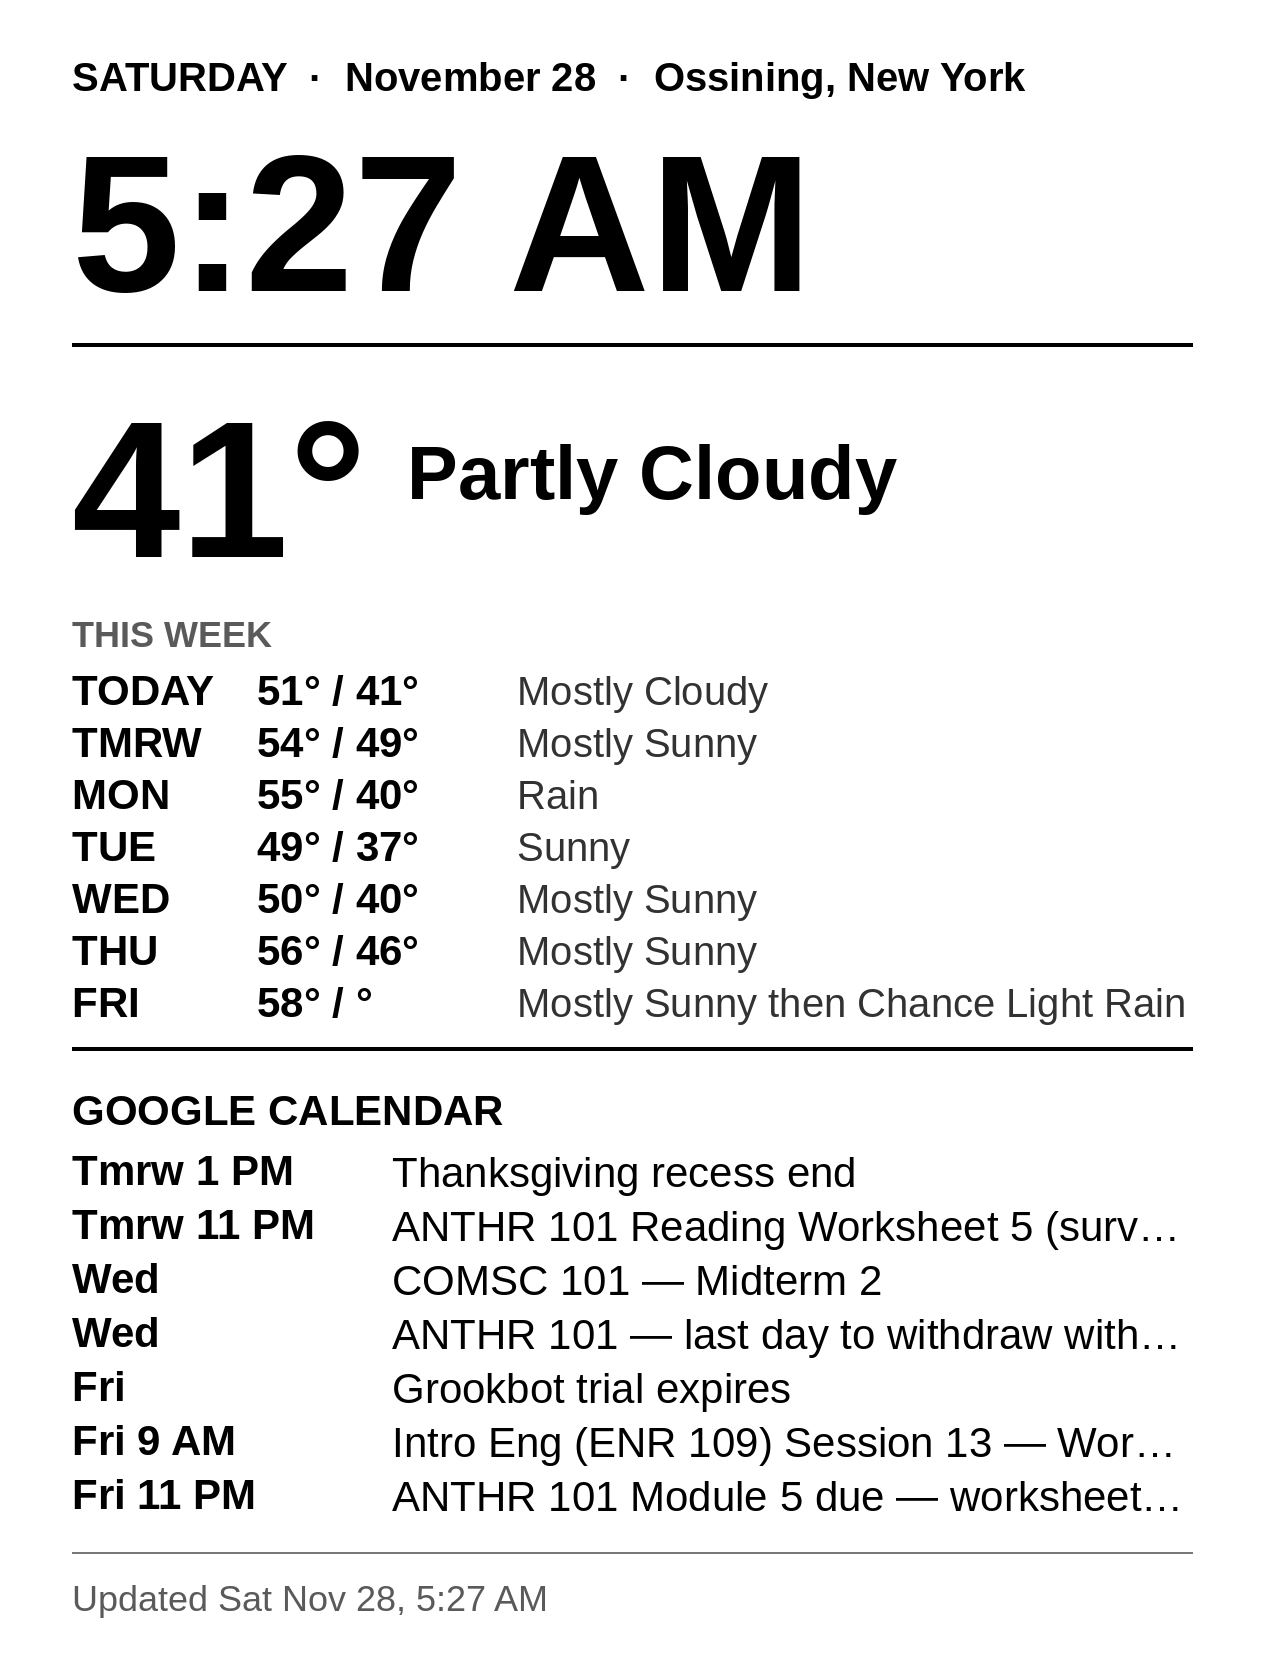 SATURDAY · November 28 · Ossining, New York
5:27 AM
41° Partly Cloudy
THIS WEEK
TODAY 51° / 41° Mostly Cloudy
TMRW 54° / 49° Mostly Sunny
MON 55° / 40° Rain
TUE 49° / 37° Sunny
WED 50° / 40° Mostly Sunny
THU 56° / 46° Mostly Sunny
FRI 58° / ° Mostly Sunny then Chance Light Rain
GOOGLE CALENDAR
Tmrw 1 PM Thanksgiving recess end
Tmrw 11 PM ANTHR 101 Reading Worksheet 5 (surv…
Wed COMSC 101 — Midterm 2
Wed ANTHR 101 — last day to withdraw with…
Fri Grookbot trial expires
Fri 9 AM Intro Eng (ENR 109) Session 13 — Wor…
Fri 11 PM ANTHR 101 Module 5 due — worksheet…
Updated Sat Nov 28, 5:27 AM